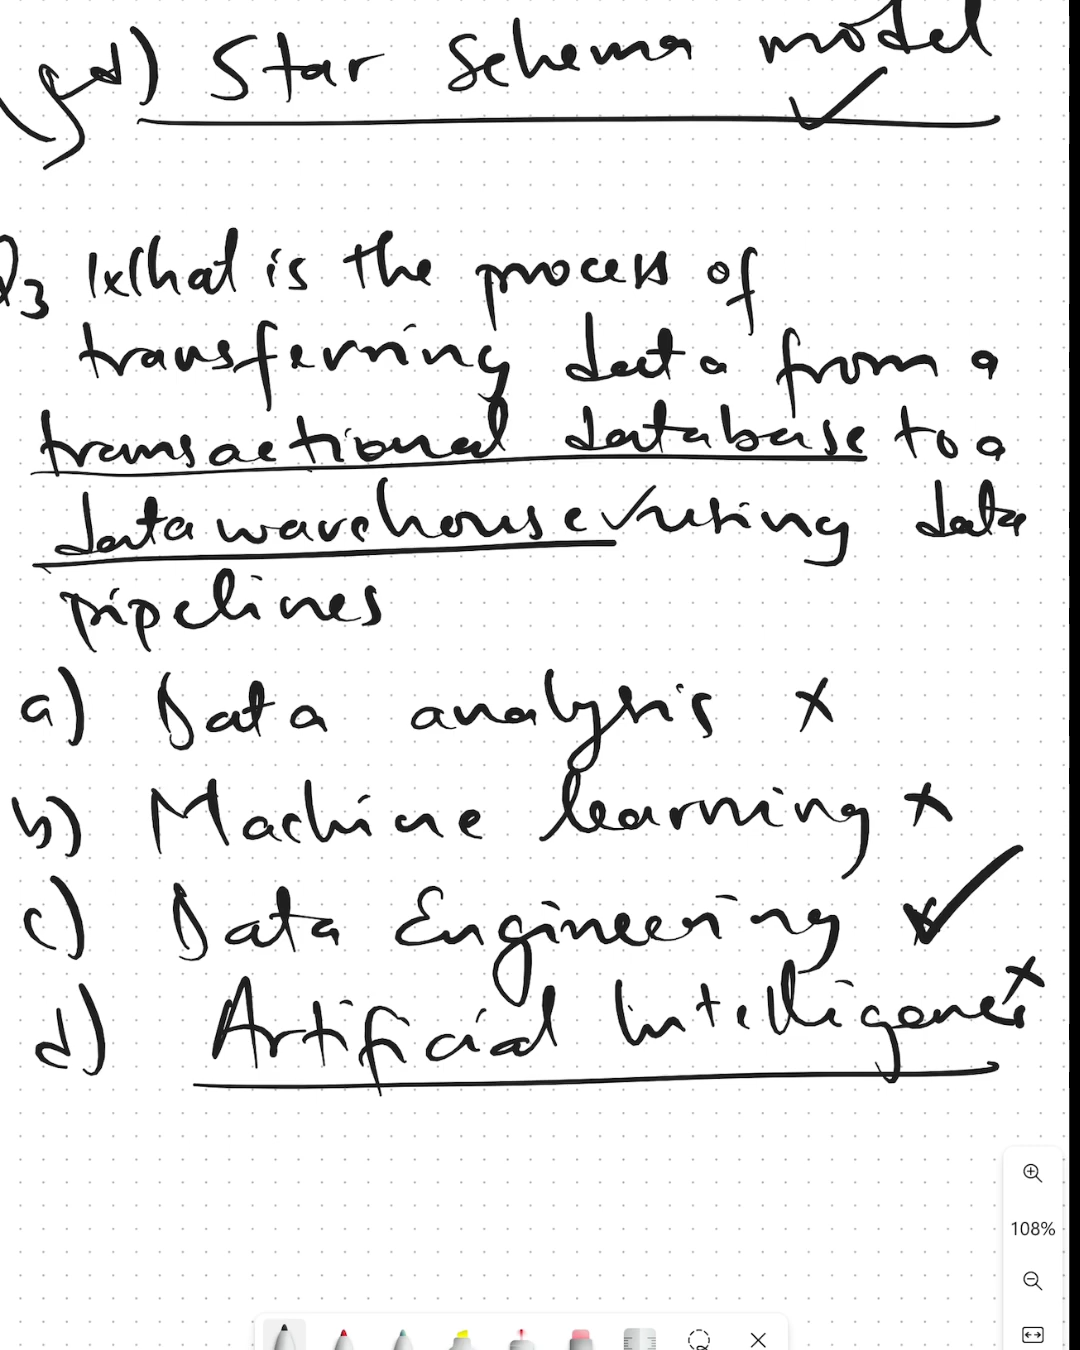 d) Star Schema model
Q3 What is the process of
transferring data from a
transactional database to a
data warehouse using data
pipelines
a) Data analysis x
b) Machine learning x
c) Data Engineering ✓
d) Artificial Intelligence x
108%